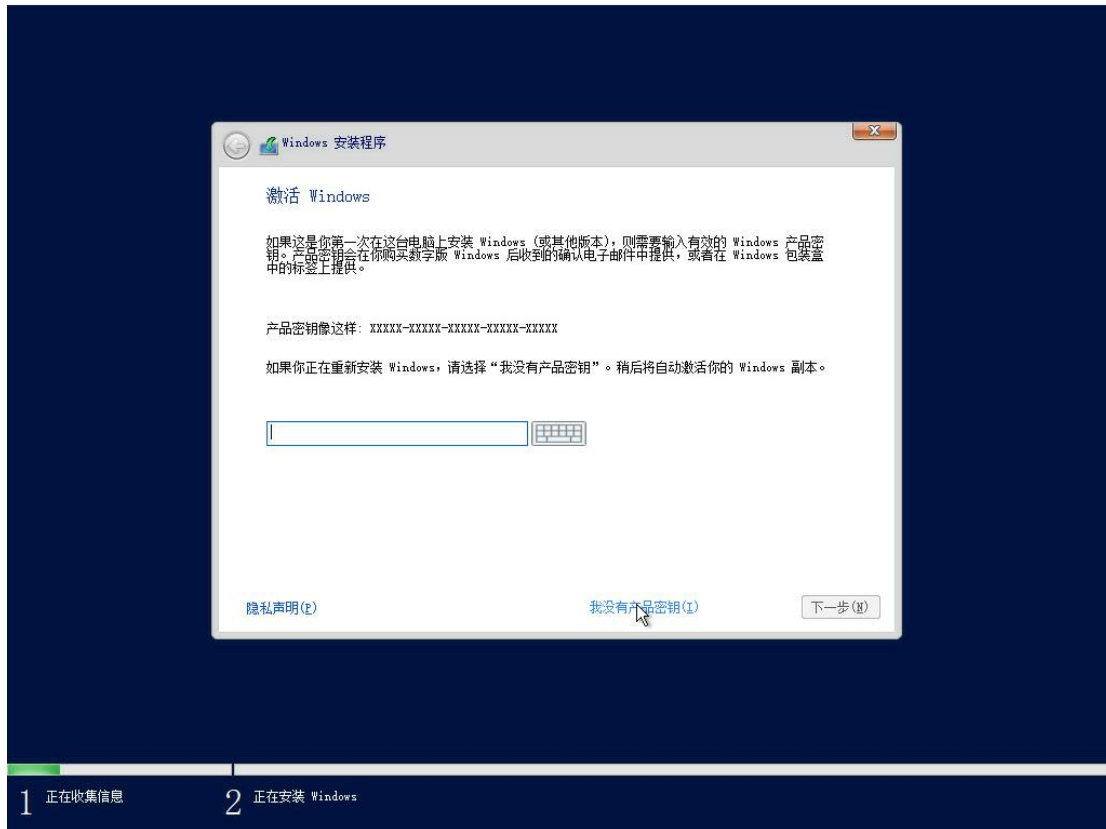 Windows 安装程序
激活 Windows
如果这是你第一次在这台电脑上安装 Windows (或其他版本)，则需要输入有效的 Windows 产品密
钥。产品密钥会在你购买数字版 Windows 后收到的确认电子邮件中提供，或者在 Windows 包装盒
中的标签上提供。
产品密钥像这样: XXXXX-XXXXX-XXXXX-XXXXX-XXXXX
如果你正在重新安装 Windows，请选择“我没有产品密钥”。稍后将自动激活你的 Windows 副本。
隐私声明(P)
我没有产品密钥(I)
下一步(N)
1 正在收集信息
2 正在安装 Windows